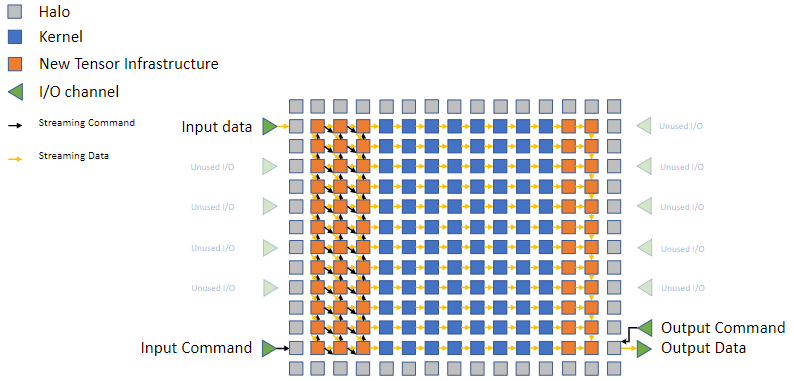 Halo
Kernel
New Tensor Infrastructure
I/O channel
Streaming Command
Streaming Data
Input data
Unused I/O
Unused I/O
Unused I/O
Unused I/O
Unused I/O
Unused I/O
Unused I/O
Unused I/O
Unused I/O
Input Command
Output Command
Output Data